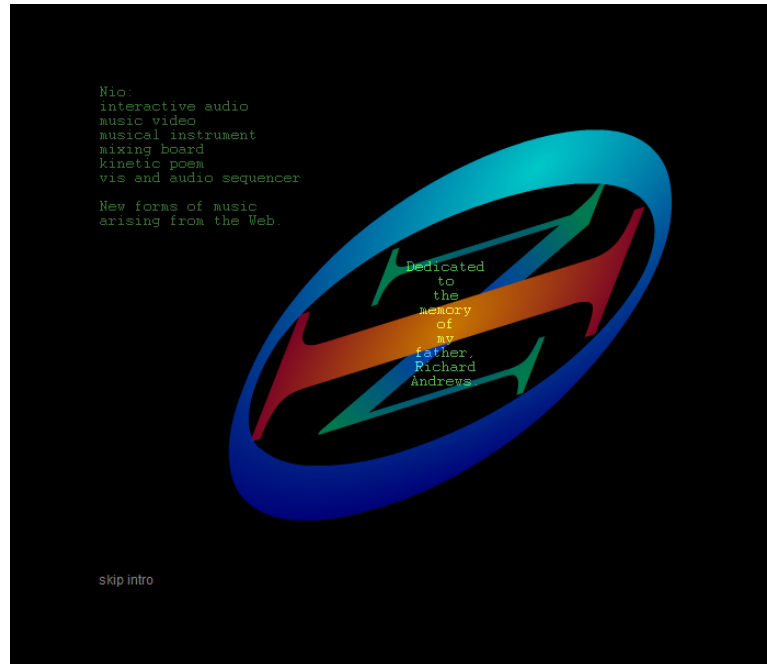 Nio:
interactive audio
music video
musical instrument
mixing board
kinetic poem
vis and audio sequencer
New forms of music
arising from the Web.
Dedicated
to
the
memory
of
my
father,
Richard
Andrews.
skip intro